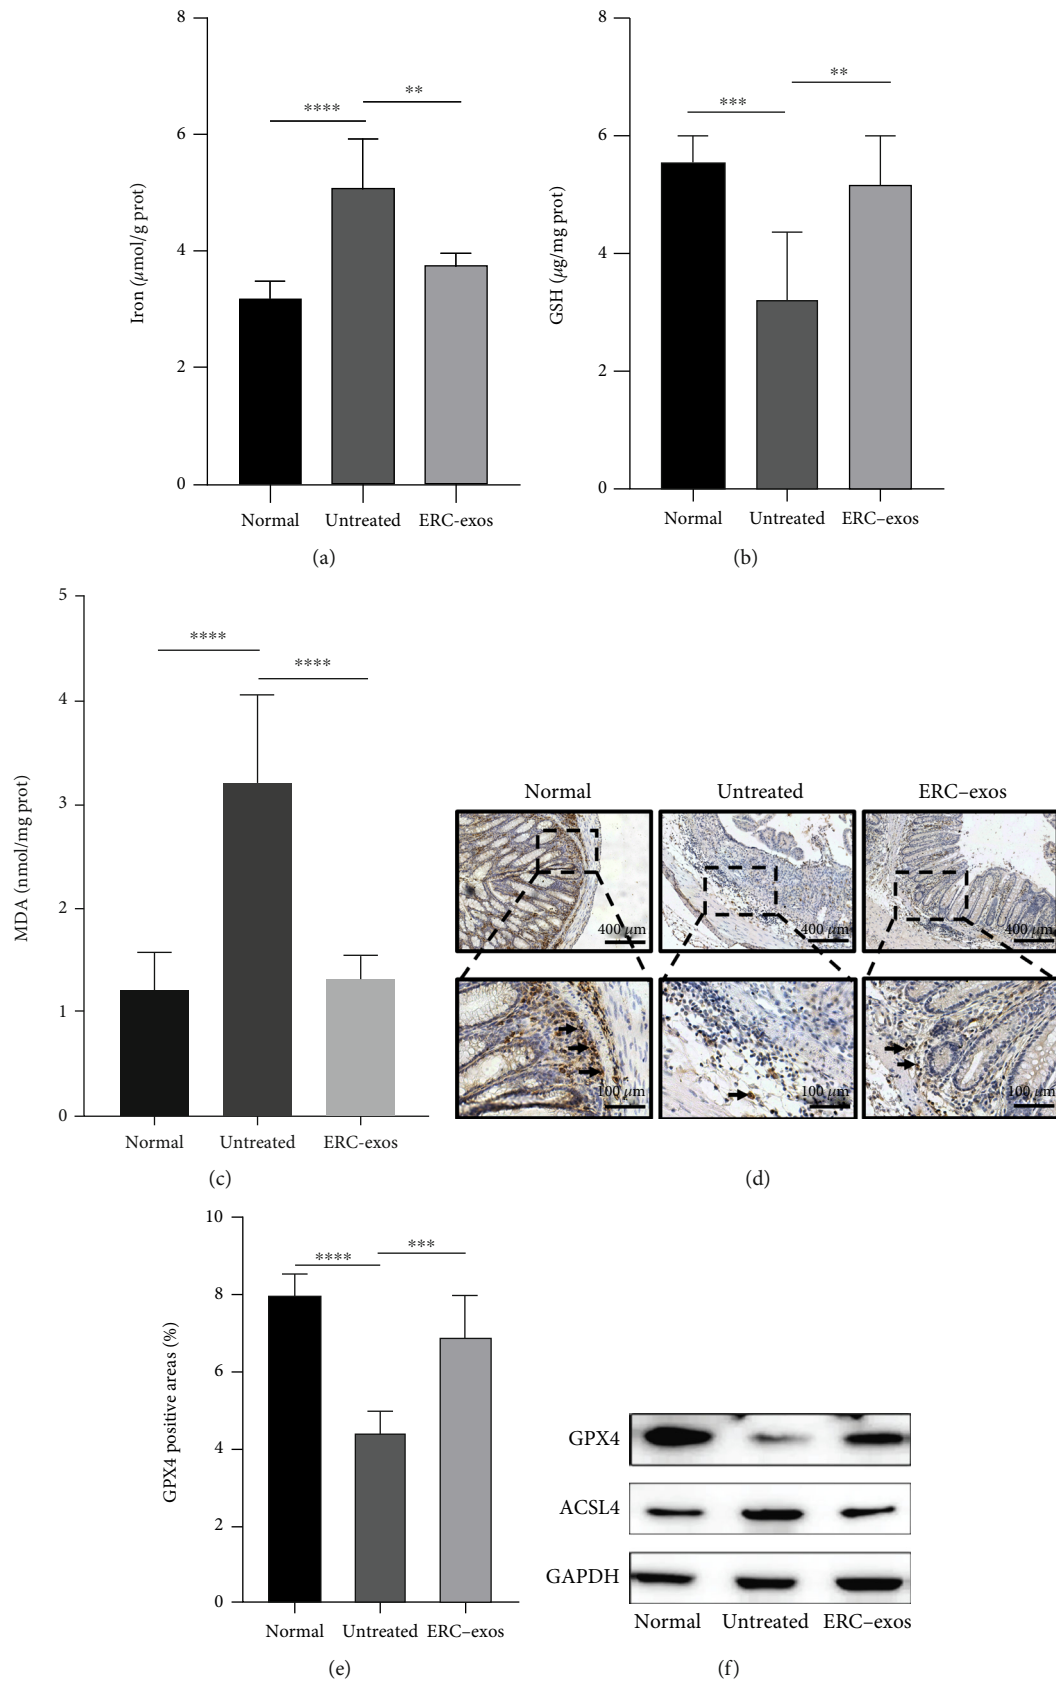 8
6
4
2
0
Iron (μmol/g prot)
****
**
Normal
Untreated
ERC-exos
(a)
8
6
4
2
0
GSH (μg/mg prot)
***
**
Normal
Untreated
ERC–exos
(b)
5
4
3
2
1
0
MDA (nmol/mg prot)
****
****
Normal
Untreated
ERC-exos
(c)
Normal
Untreated
ERC–exos
400 μm
400 μm
400 μm
100 μm
100 μm
100 μm
(d)
10
8
6
4
2
0
GPX4 positive areas (%)
****
***
Normal
Untreated
ERC–exos
(e)
GPX4
ACSL4
GAPDH
Normal
Untreated
ERC–exos
(f)